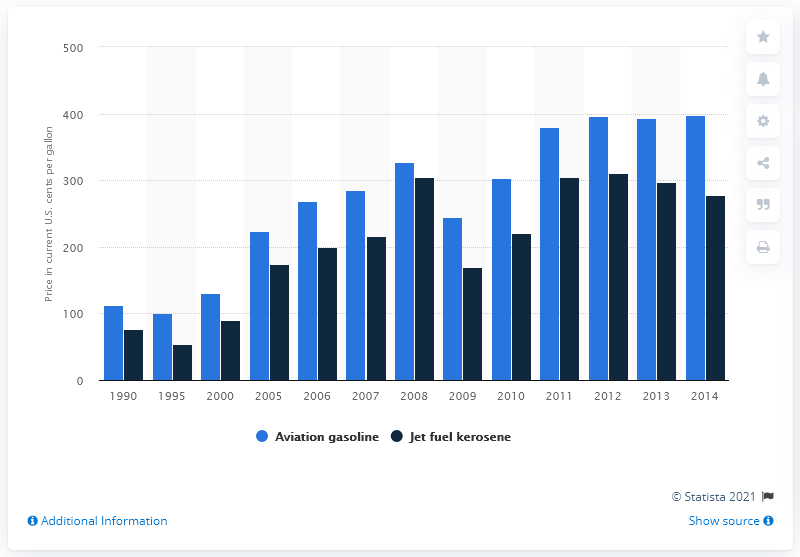 500
400
300
200
100
0
Price in current U.S. cents per gallon
1990 1995 2000 2005 2006 2007 2008 2009 2010 2011 2012 2013 2014
Aviation gasoline Jet fuel kerosene
© Statista 2021
Additional Information Show source